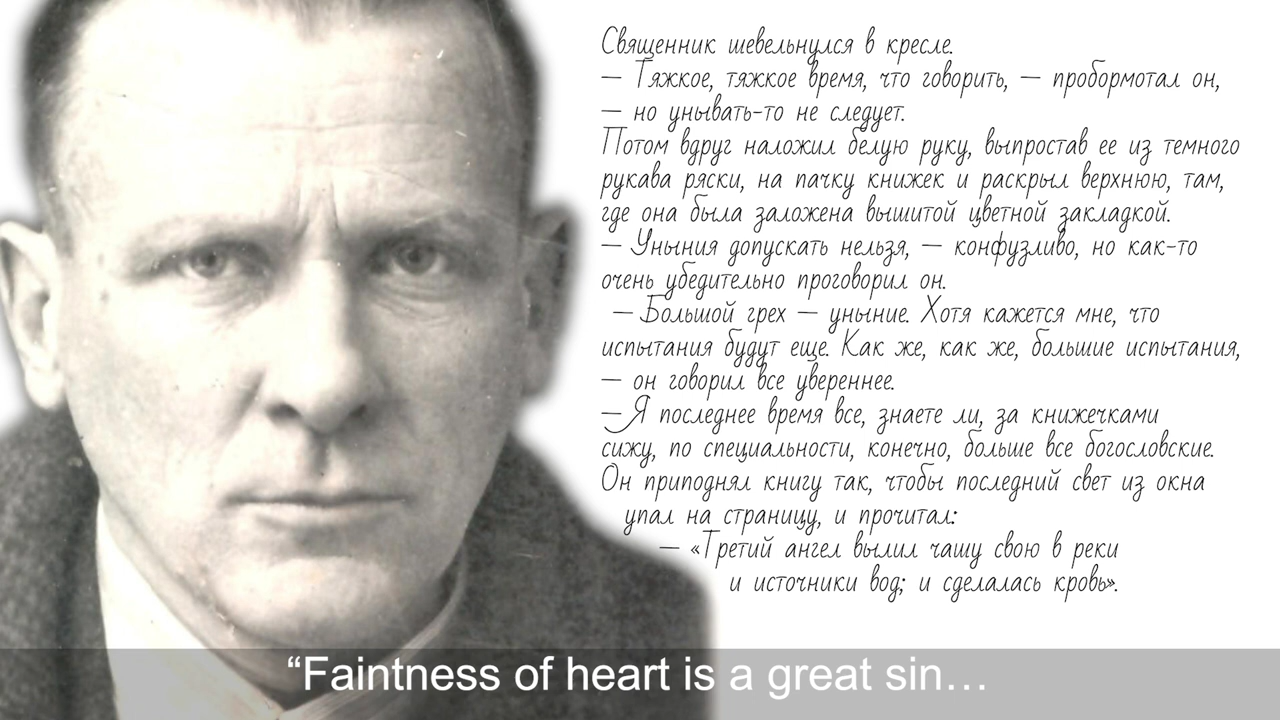 Священник шевельнулся в кресле.
— Тяжкое, тяжкое время, что говорить, — пробормотал он,
— но унывать-то не следует.
Потом вдруг наложил белую руку, выпростав ее из темного
рукава ряски, на пачку книжек и раскрыл верхнюю, там,
где она была заложена вышитой цветной закладкой.
— Уныния допускать нельзя, — конфузливо, но как-то
очень убедительно проговорил он.
— Большой грех — уныние. Хотя кажется мне, что
испытания будут еще. Как же, как же, большие испытания,
— он говорил все увереннее.
— Я последнее время все, знаете ли, за книжечками
сижу, по специальности, конечно, больше все богословские.
Он приподнял книгу так, чтобы последний свет из окна
упал на страницу, и прочитал:
— «Третий ангел вылил чашу свою в реки
и источники вод; и сделалась кровь».
“Faintness of heart is a great sin…